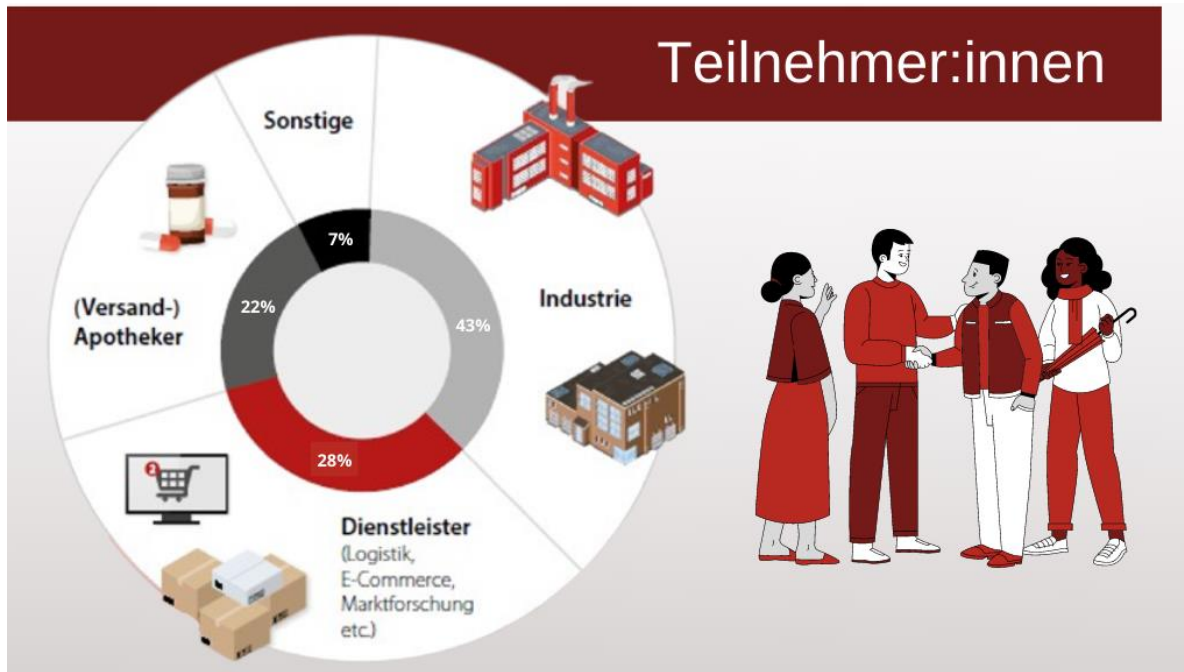 Teilnehmer:innen
Sonstige
7%
Industrie
43%
(Versand-)
Apotheker
22%
28%
Dienstleister
(Logistik,
E-Commerce,
Marktforschung
etc.)